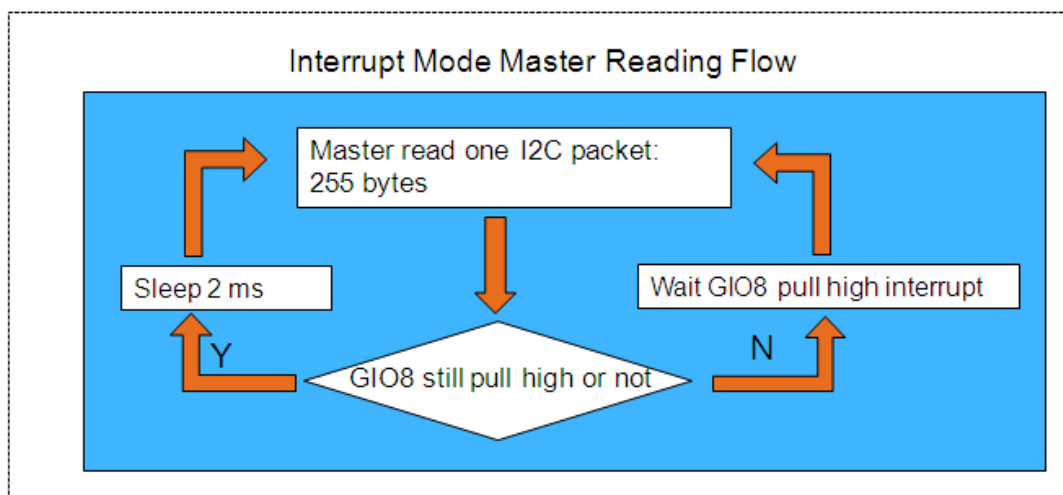 Interrupt Mode Master Reading Flow
Master read one I2C packet:
255 bytes
Sleep 2 ms
Wait GIO8 pull high interrupt
Y
N
GIO8 still pull high or not